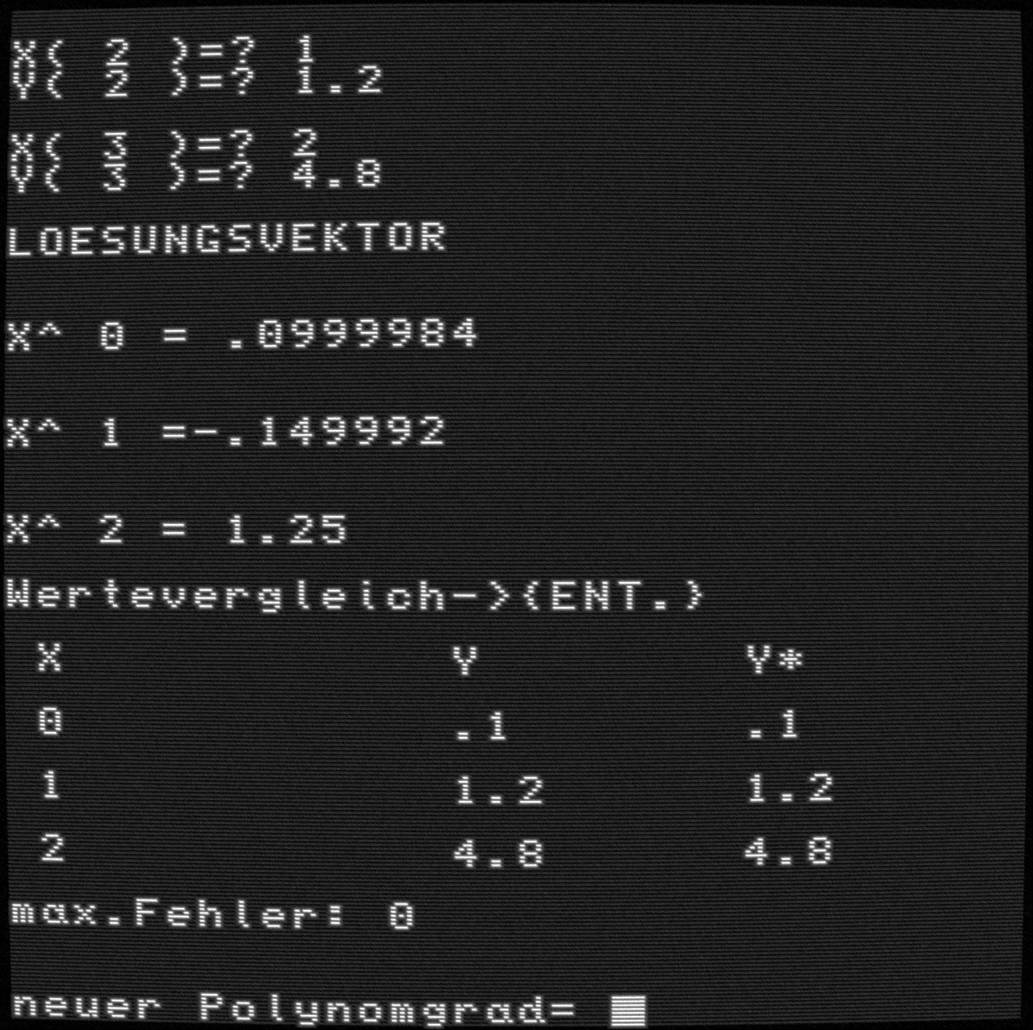 X{ 2 }=? 1
Y{ 2 }=? 1.2
X{ 3 }=? 2
Y{ 3 }=? 4.8
LOESUNGSVEKTOR
X^ 0 = .0999984
X^ 1 =-.149992
X^ 2 = 1.25
Wertevergleich->{ENT.}
X Y Y*
0 .1 .1
1 1.2 1.2
2 4.8 4.8
max.Fehler: 0
neuer Polynomgrad=